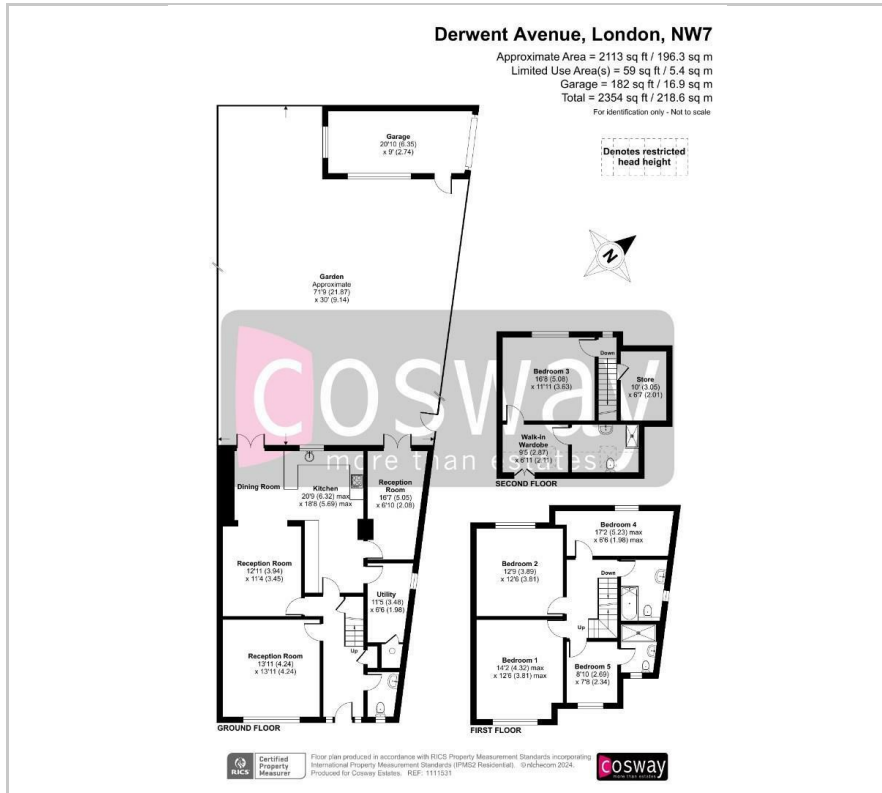 Derwent Avenue, London, NW7
Approximate Area = 2113 sq ft / 196.3 sq m
Limited Use Area(s) = 59 sq ft / 5.4 sq m
Garage = 182 sq ft / 16.9 sq m
Total = 2354 sq ft / 218.6 sq m
For identification only - Not to scale
Denotes restricted
head height
Garage
20'10 (6.35)
x 9' (2.74)
N
Garden
Approximate
71'9 (21.87)
x 30' (9.14)
cosway
more than estates
Bedroom 3
16'8 (5.08)
x 11'11 (3.63)
Down
Store
10' (3.05)
x 6'7 (2.01)
Walk-in
Wardobe
9'5 (2.87)
x 6'11 (2.11)
SECOND FLOOR
Dining Room
Kitchen
20'9 (6.32) max
x 18'8 (5.69) max
Reception
Room
16'7 (5.05)
x 6'10 (2.08)
Reception Room
12'11 (3.94)
x 11'4 (3.45)
Utility
11'5 (3.48)
x 6'6 (1.98)
Reception Room
13'11 (4.24)
x 13'11 (4.24)
Up
GROUND FLOOR
Bedroom 4
17'2 (5.23) max
x 6'6 (1.98) max
Bedroom 2
12'9 (3.89)
x 12'6 (3.81)
Down
Up
Bedroom 1
14'2 (4.32) max
x 12'6 (3.81) max
Bedroom 5
8'10 (2.69)
x 7'8 (2.34)
FIRST FLOOR
RICS
Certified
Property
Measurer
Floor plan produced in accordance with RICS Property Measurement Standards incorporating
International Property Measurement Standards (IPMS2 Residential). © nichecom 2024.
Produced for Cosway Estates. REF: 1111531
cosway
more than estates